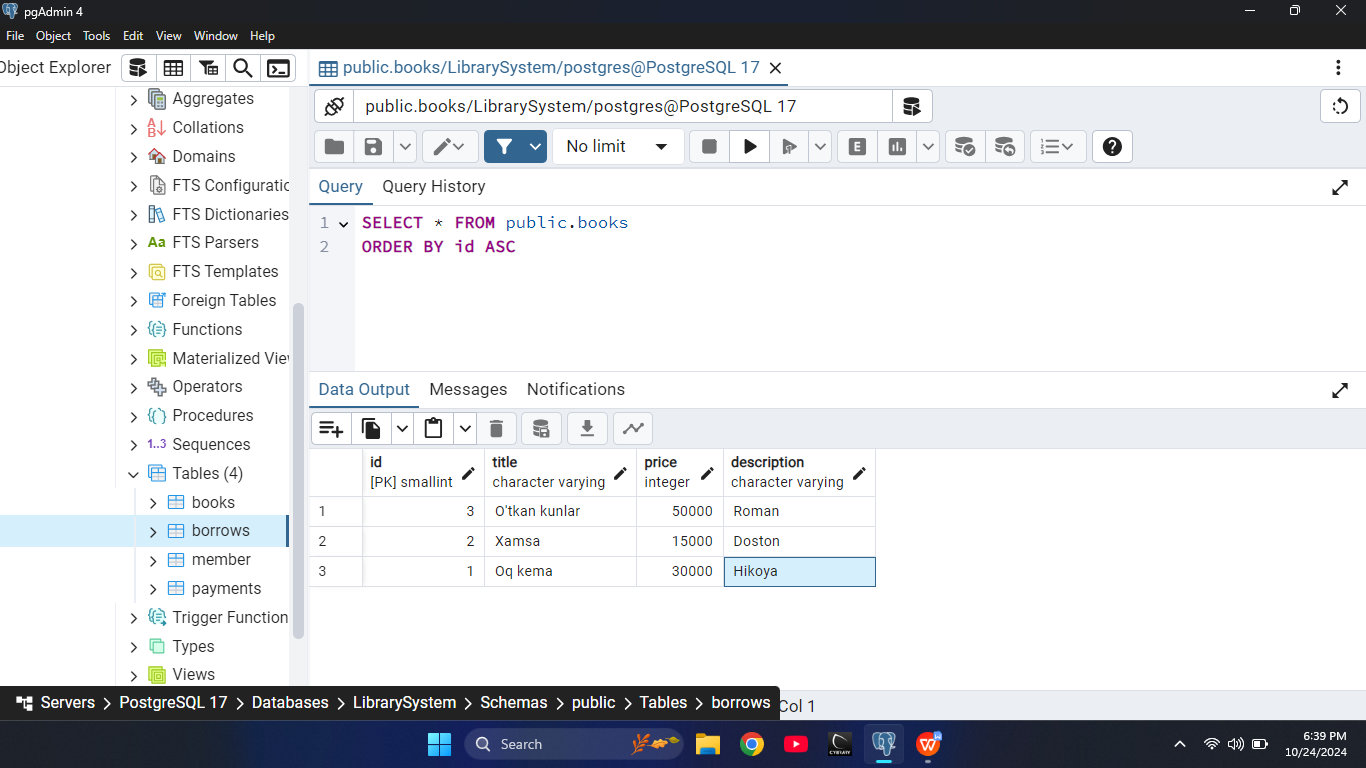 pgAdmin 4
File Object Tools Edit View Window Help
Object Explorer
public.books/LibrarySystem/postgres@PostgreSQL 17
Aggregates
Collations
Domains
FTS Configuratic
FTS Dictionaries
Aa FTS Parsers
FTS Templates
Foreign Tables
Functions
Materialized Vie
Operators
Procedures
1..3 Sequences
Tables (4)
books
borrows
member
payments
Trigger Function
Types
Views
public.books/LibrarySystem/postgres@PostgreSQL 17
No limit
E
Query Query History
1 SELECT * FROM public.books
2 ORDER BY id ASC
Data Output Messages Notifications
id title price description
[PK] smallint character varying integer character varying
1 3 O'tkan kunlar 50000 Roman
2 2 Xamsa 15000 Doston
3 1 Oq kema 30000 Hikoya
Servers > PostgreSQL 17 > Databases > LibrarySystem > Schemas > public > Tables > borrows
Col 1
Search
6:39 PM
10/24/2024